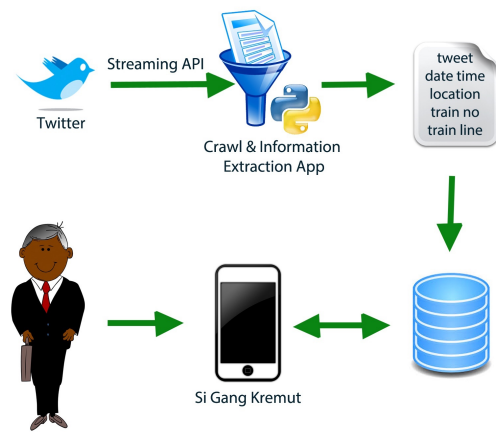 Streaming API
Twitter
Crawl & Information
Extraction App
tweet
date time
location
train no
train line
Si Gang Kremut